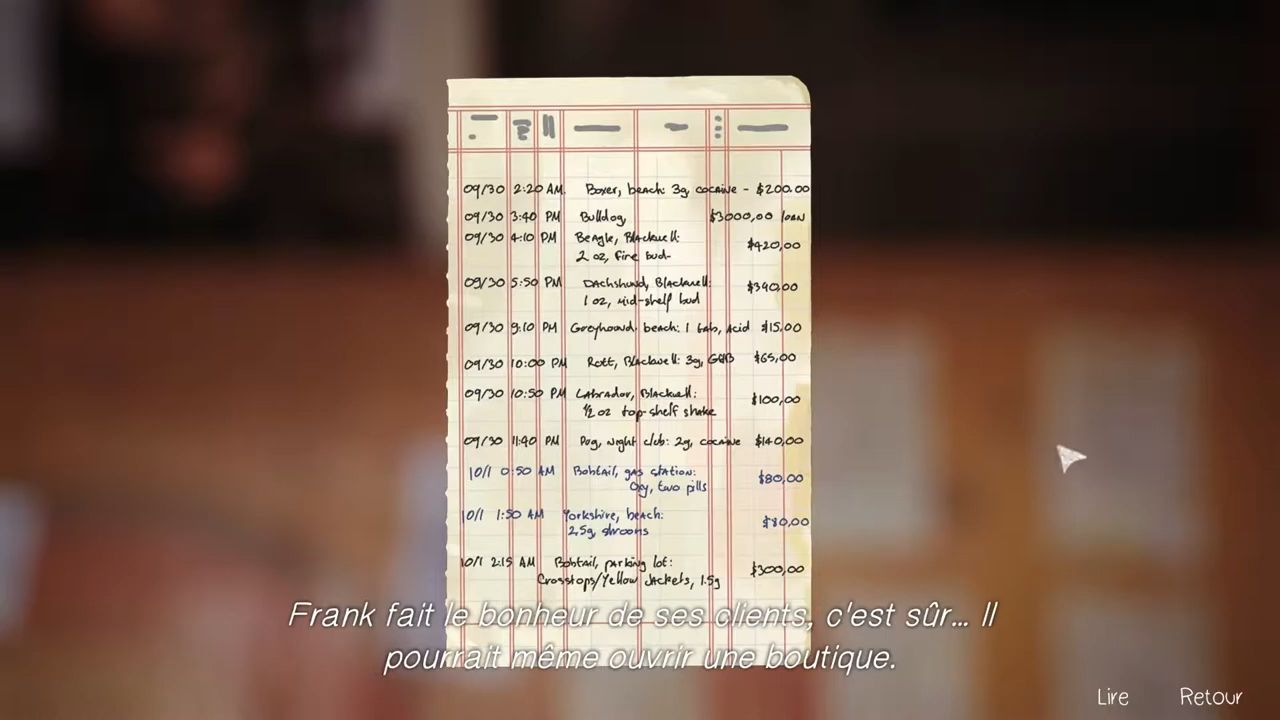 09/30 2:20 AM. Boxer, beach: 3g, cocaine - $200.00
09/30 3:40 PM Bulldog, $3000,00 loan
09/30 4:10 PM Beagle, Blackwell:
2 oz, fire bud- $420,00
09/30 5:50 PM Dachshund, Blackwell: $340,00
1 oz, mid-shelf bud
09/30 9:10 PM Greyhound, beach: 1 tab, acid $15,00
09/30 10:00 PM Rott, Blackwell: 3g, GHB $65,00
09/30 10:50 PM Labrador, Blackwell: $100,00
½ oz top-shelf shake
09/30 11:40 PM Pug, night club: 2g, cocaine $140,00
10/1 0:50 AM Bobtail, gas station: $80,00
Oxy, two pills
10/1 1:50 AM Yorkshire, beach:
2,5g, shrooms
10/1 2:15 AM Bobtail, parking lot: $300,00
Crosstops/Yellow Jackets, 1.5g
Frank fait le bonheur de ses clients, c'est sûr... Il
pourrait même ouvrir une boutique.
Lire Retour